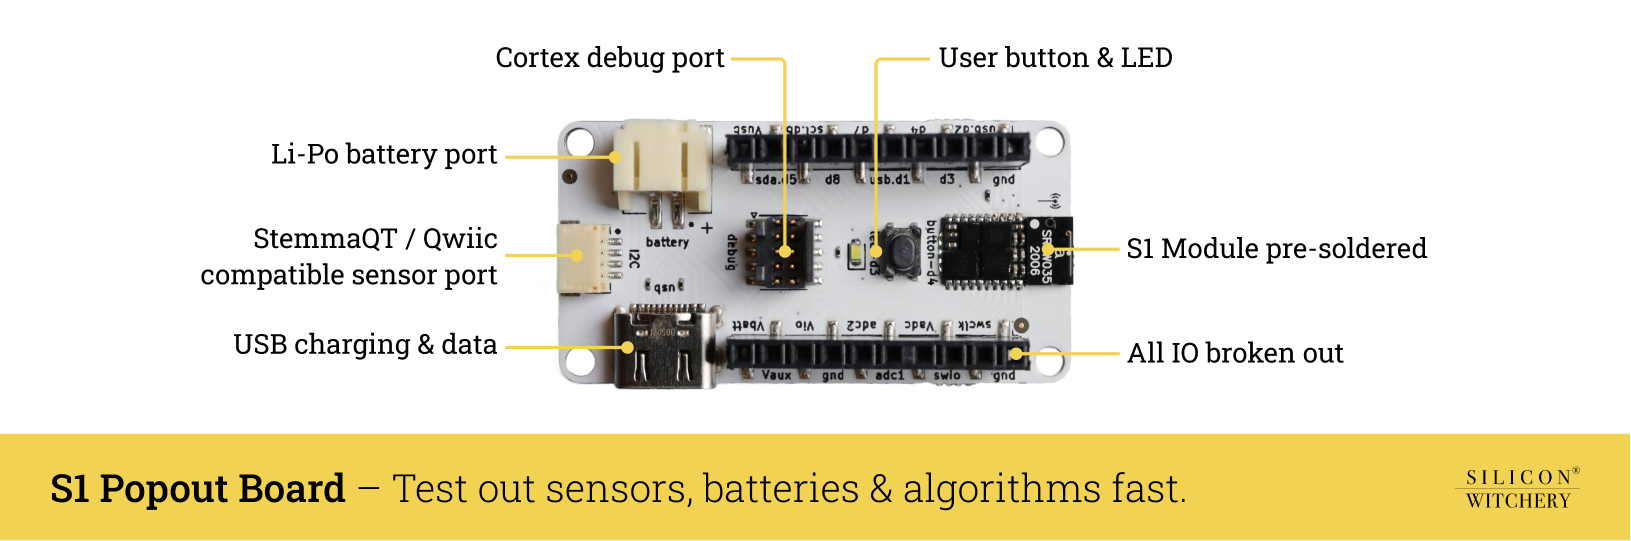 Cortex debug port
User button & LED
Li-Po battery port
StemmaQT / Qwiic
compatible sensor port
USB charging & data
S1 Module pre-soldered
All IO broken out
Vusb scl.d6 d7 d4 usb.d2
sda.d5 d8 usb.d1 d3 gnd
battery
+
debug
I2C
usb
button-d4
2006
Vbatt Vio adc2 Vadc swclk
Vaux gnd adc1 swio gnd
S1 Popout Board – Test out sensors, batteries & algorithms fast.
SILICON®
WITCHERY